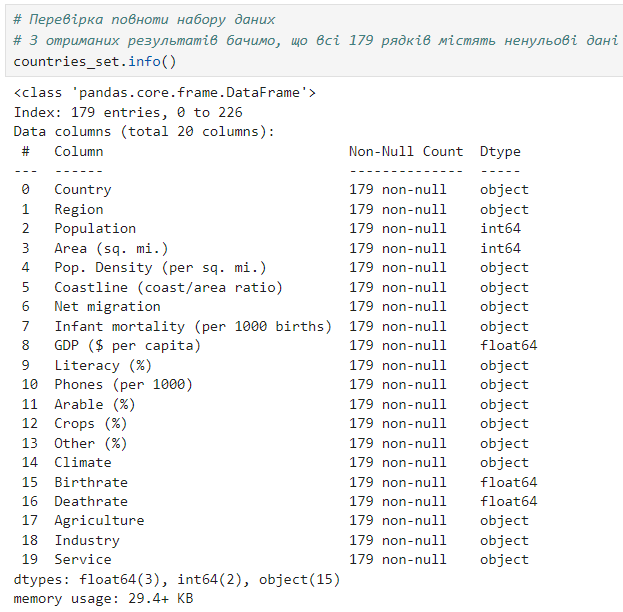 # Перевірка повноти набору даних
# З отриманих результатів бачимо, що всі 179 рядків містять ненульові дані
countries_set.info()
<class 'pandas.core.frame.DataFrame'>
Index: 179 entries, 0 to 226
Data columns (total 20 columns):
 #   Column                              Non-Null Count  Dtype
---  ------                              --------------  -----
 0   Country                             179 non-null    object
 1   Region                              179 non-null    object
 2   Population                          179 non-null    int64
 3   Area (sq. mi.)                      179 non-null    int64
 4   Pop. Density (per sq. mi.)          179 non-null    object
 5   Coastline (coast/area ratio)        179 non-null    object
 6   Net migration                       179 non-null    object
 7   Infant mortality (per 1000 births)  179 non-null    object
 8   GDP ($ per capita)                  179 non-null    float64
 9   Literacy (%)                        179 non-null    object
 10  Phones (per 1000)                   179 non-null    object
 11  Arable (%)                          179 non-null    object
 12  Crops (%)                           179 non-null    object
 13  Other (%)                           179 non-null    object
 14  Climate                             179 non-null    object
 15  Birthrate                           179 non-null    float64
 16  Deathrate                           179 non-null    float64
 17  Agriculture                         179 non-null    object
 18  Industry                            179 non-null    object
 19  Service                             179 non-null    object
dtypes: float64(3), int64(2), object(15)
memory usage: 29.4+ KB